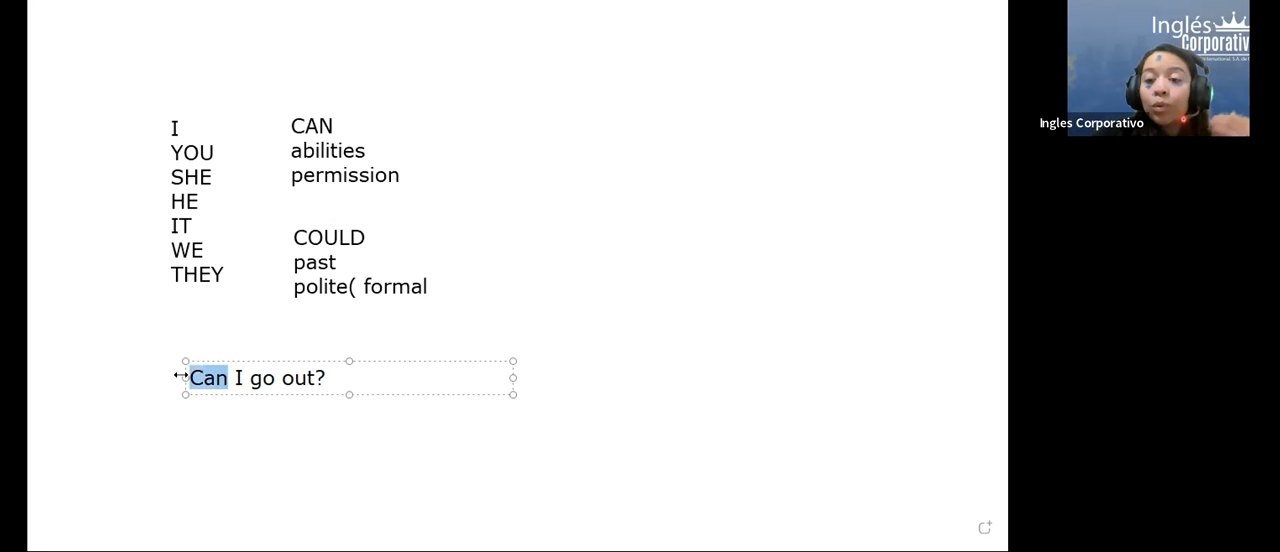 I
YOU
SHE
HE
IT
WE
THEY
CAN
abilities
permission
COULD
past
polite( formal
Can I go out?
Inglés
Corporativ
Ingles Corporativo